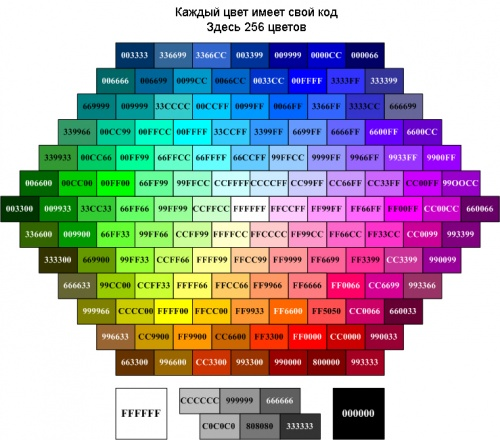 Каждый цвет имеет свой код
Здесь 256 цветов
003333 336699 3366CC 003399 009999 0000CC 000066
006666 006699 0099CC 0066CC 0033CC 00FFFF 3333FF 333399
669999 009999 33CCCC 00CCFF 0099FF 0066FF 3366FF 3333CC 666699
339966 00CC99 00FFCC 00FFFF 33CCFF 3399FF 6699FF 6666FF 6600FF 6600CC
339933 00CC66 00FF99 66FFCC 66FFFF 66CCFF 99FFCC 9999FF 9966FF 9933FF 9900FF
006600 00CC00 00FF00 66FF99 99FFCC CCFFFF CCCCFF CC99FF CC66FF CC33FF CC00FF 99OOCC
003300 009933 33CC33 66FF66 99FF99 CCFFCC FFFFFF FFCCFF FF99FF FF66FF FF00FF CC00CC 660066
336600 009900 66FF33 99FF66 CCFF99 FFFFCC FFCCCC FF99CC FF66CC FF33CC CC0099 993399
333300 669900 99FF33 CCFF66 FFFF99 FFCC99 FF9999 FF6699 FF3399 CC3399 990099
666633 99CC00 CCFF33 FFFF66 FFCC66 FF9966 FF6666 FF0066 CC6699 993366
999966 CCCC00 FFFF00 FFCC00 FF9933 FF6600 FF5050 CC0066 660033
996633 CC9900 FF9900 CC6600 FF3300 FF0000 CC0000 990033
663300 996600 CC3300 993300 990000 800000 993333
FFFFFF CCCCCC 999999 666666 000000
C0C0C0 808080 333333